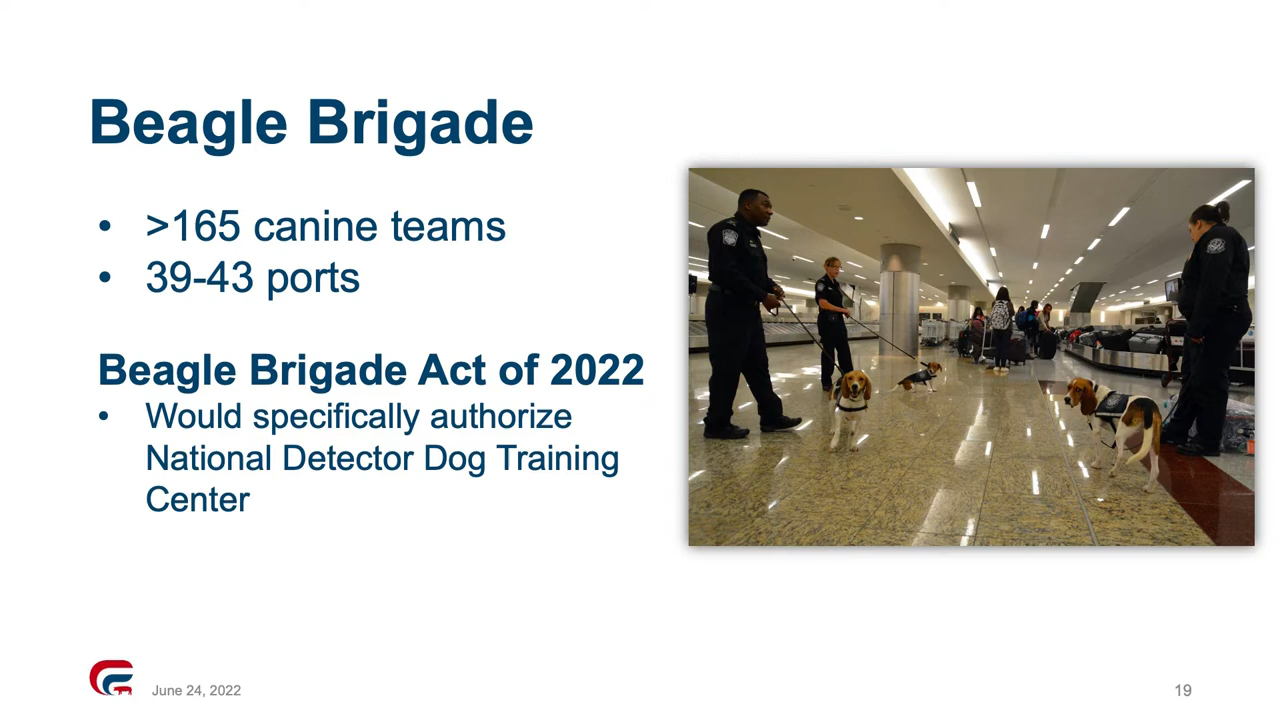 Beagle Brigade
• >165 canine teams
• 39-43 ports
Beagle Brigade Act of 2022
• Would specifically authorize
National Detector Dog Training
Center
June 24, 2022
19